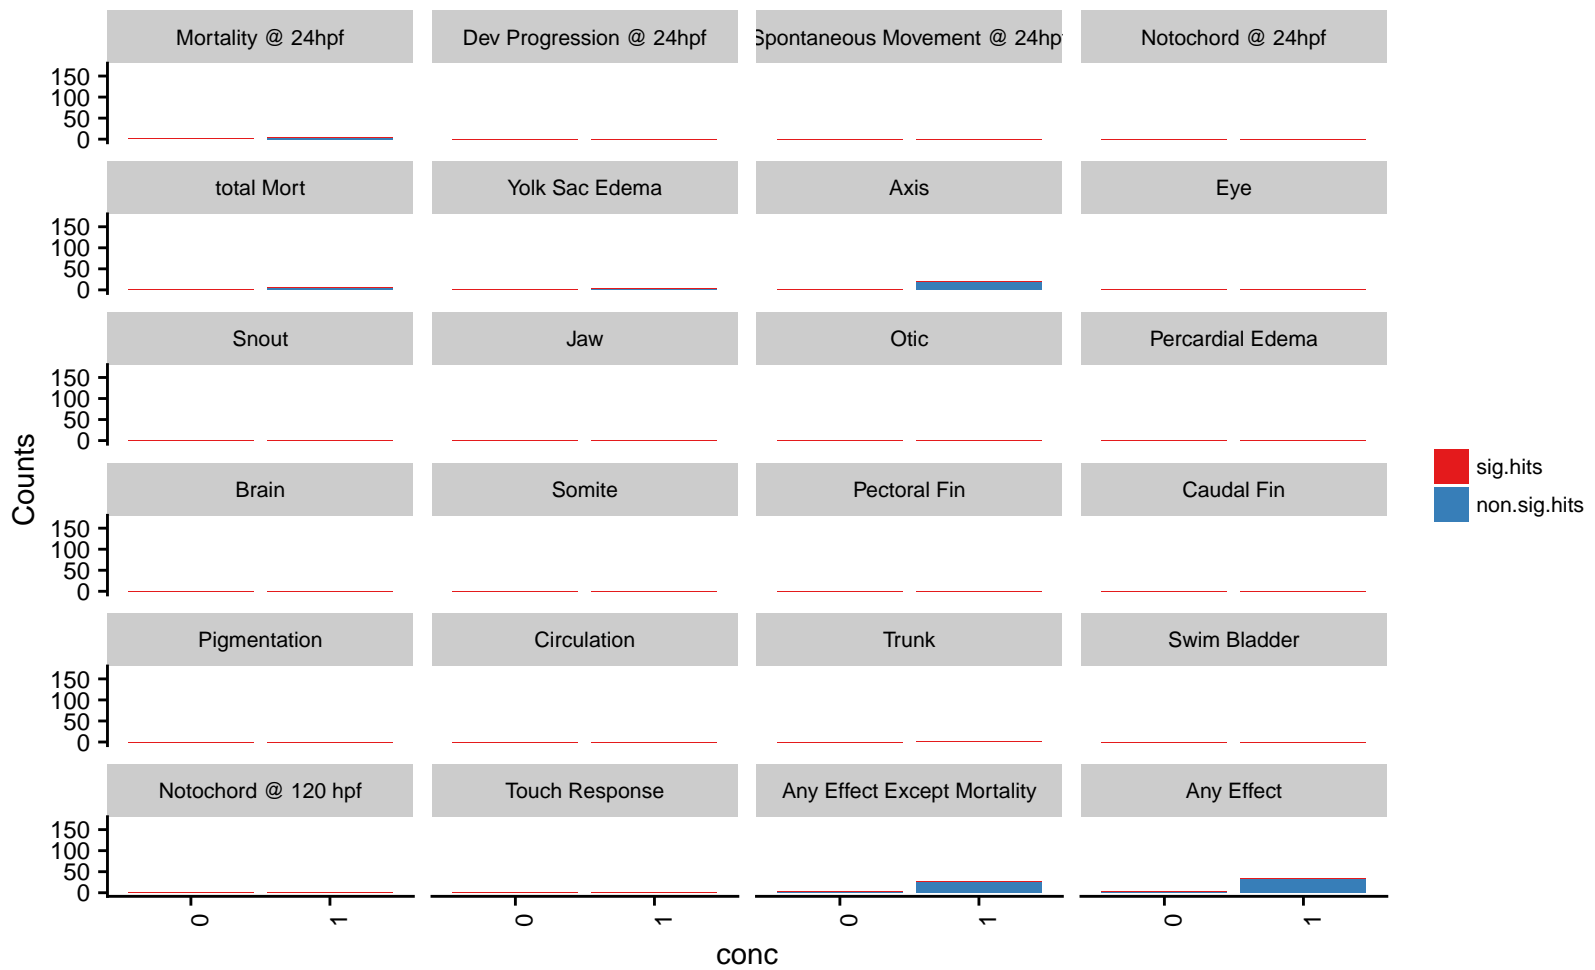 Mortality @ 24hpf
Dev Progression @ 24hpf
Spontaneous Movement @ 24hpf
Notochord @ 24hpf
150
100
50
0
total Mort
Yolk Sac Edema
Axis
Eye
150
100
50
0
Snout
Jaw
Otic
Percardial Edema
150
100
50
0
Brain
Somite
Pectoral Fin
Caudal Fin
150
100
50
0
Pigmentation
Circulation
Trunk
Swim Bladder
150
100
50
0
Notochord @ 120 hpf
Touch Response
Any Effect Except Mortality
Any Effect
150
100
50
0
0
1
0
1
0
1
0
1
conc
Counts
sig.hits
non.sig.hits